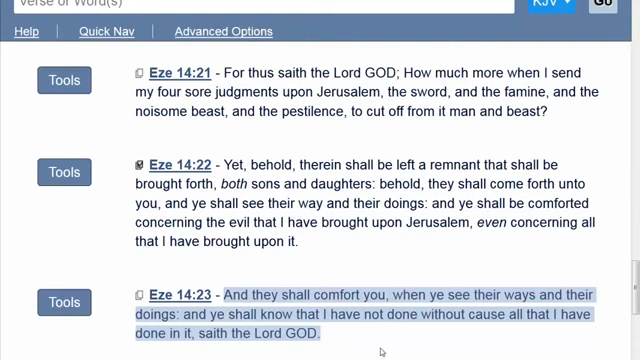 Verse or Word(s)
KJV
Go
Help
Quick Nav
Advanced Options
Tools
Eze 14:21 - For thus saith the Lord GOD; How much more when I send
my four sore judgments upon Jerusalem, the sword, and the famine, and the
noisome beast, and the pestilence, to cut off from it man and beast?
Tools
Eze 14:22 - Yet, behold, therein shall be left a remnant that shall be
brought forth, both sons and daughters: behold, they shall come forth unto
you, and ye shall see their way and their doings: and ye shall be comforted
concerning the evil that I have brought upon Jerusalem, even concerning all
that I have brought upon it.
Tools
Eze 14:23 - And they shall comfort you, when ye see their ways and their
doings: and ye shall know that I have not done without cause all that I have
done in it, saith the Lord GOD.